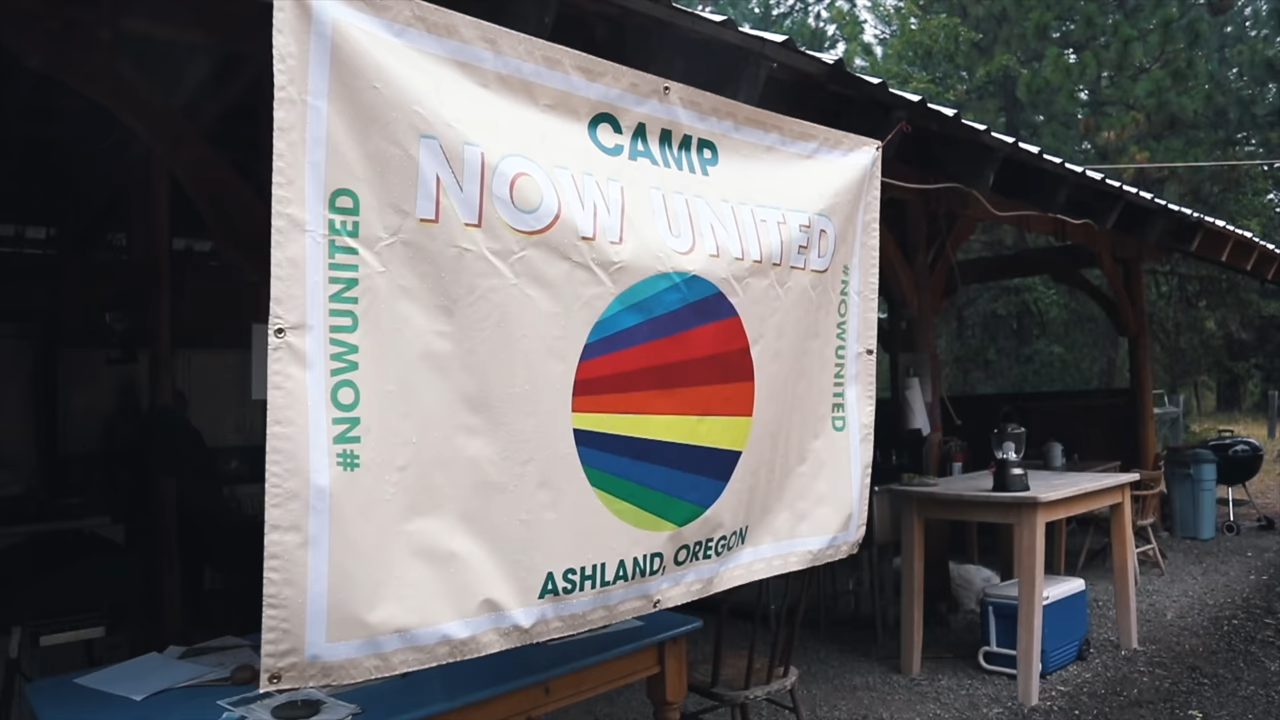 CAMP
NOW UNITED
#NOWUNITED
#NOWUNITED
ASHLAND, OREGON